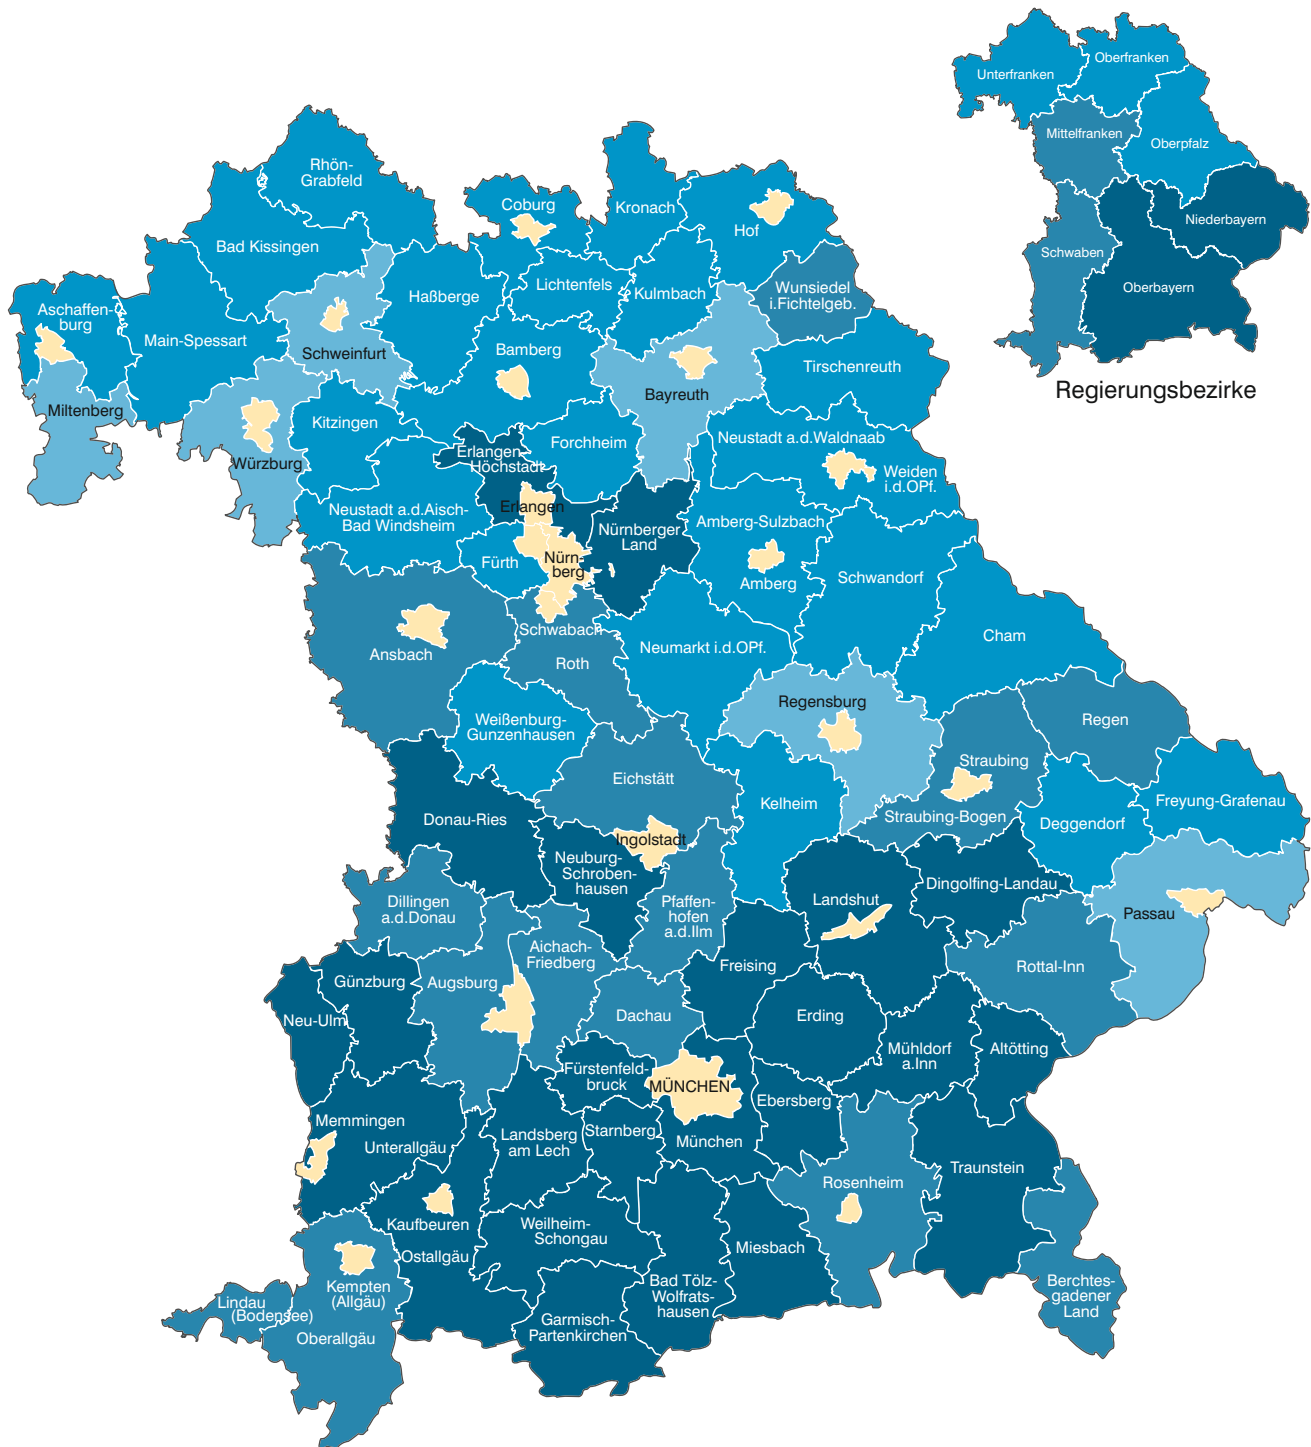 Unterfranken
Oberfranken
Mittelfranken
Oberpfalz
Niederbayern
Schwaben
Oberbayern
Regierungsbezirke
Rhön-
Grabfeld
Bad Kissingen
Coburg
Kronach
Hof
Aschaffen-
burg
Main-Spessart
Haßberge
Lichtenfels
Kulmbach
Wunsiedel
i.Fichtelgeb.
Schweinfurt
Bamberg
Tirschenreuth
Miltenberg
Kitzingen
Bayreuth
Würzburg
Erlangen-
Höchstadt
Forchheim
Neustadt a.d.Waldnaab
Weiden
i.d.OPf.
Neustadt a.d.Aisch-
Bad Windsheim
Erlangen
Nürnberger
Land
Amberg-Sulzbach
Fürth
Nürn-
berg
Amberg
Schwandorf
Schwabach
Ansbach
Roth
Neumarkt i.d.OPf.
Cham
Weißenburg-
Gunzenhausen
Regensburg
Regen
Eichstätt
Straubing
Kelheim
Freyung-Grafenau
Donau-Ries
Straubing-Bogen
Deggendorf
Ingolstadt
Neuburg-
Schroben-
hausen
Dillingen
a.d.Donau
Pfaffen-
hofen
a.d.Ilm
Landshut
Dingolfing-Landau
Passau
Aichach-
Friedberg
Günzburg
Augsburg
Freising
Rottal-Inn
Neu-Ulm
Dachau
Erding
Mühldorf
a.Inn
Altötting
Fürstenfeld-
bruck
MÜNCHEN
Ebersberg
Memmingen
Unterallgäu
Landsberg
am Lech
Starnberg
München
Traunstein
Rosenheim
Kaufbeuren
Ostallgäu
Weilheim-
Schongau
Miesbach
Kempten
(Allgäu)
Bad Tölz-
Wolfrats-
hausen
Berchtes-
gadener
Land
Lindau
(Bodensee)
Oberallgäu
Garmisch-
Partenkirchen